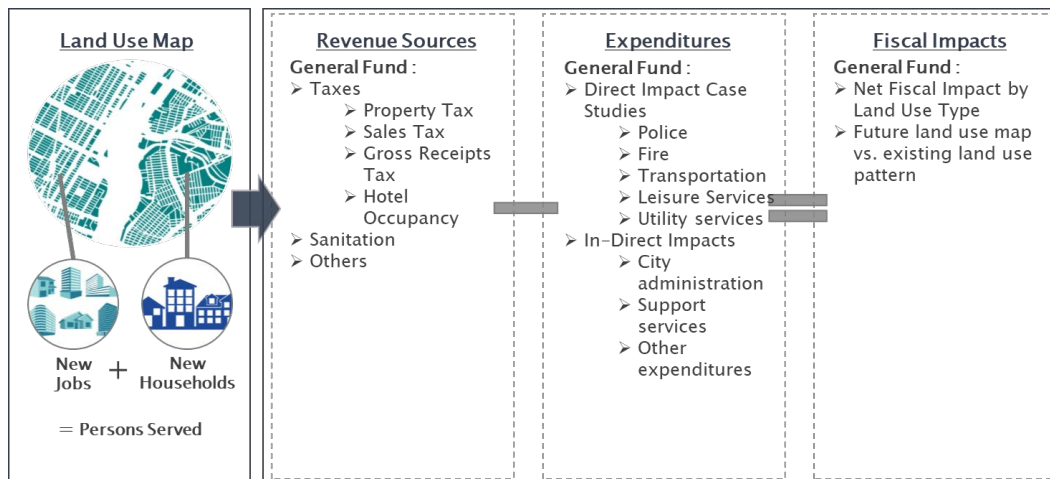 Land Use Map
New
Jobs
+
New
Households
= Persons Served
Revenue Sources
General Fund :
➢ Taxes
➢ Property Tax
➢ Sales Tax
➢ Gross Receipts
Tax
➢ Hotel
Occupancy
➢ Sanitation
➢ Others
Expenditures
General Fund :
➢ Direct Impact Case
Studies
➢ Police
➢ Fire
➢ Transportation
➢ Leisure Services
➢ Utility services
➢ In-Direct Impacts
➢ City
administration
➢ Support
services
➢ Other
expenditures
Fiscal Impacts
General Fund :
➢ Net Fiscal Impact by
Land Use Type
➢ Future land use map
vs. existing land use
pattern